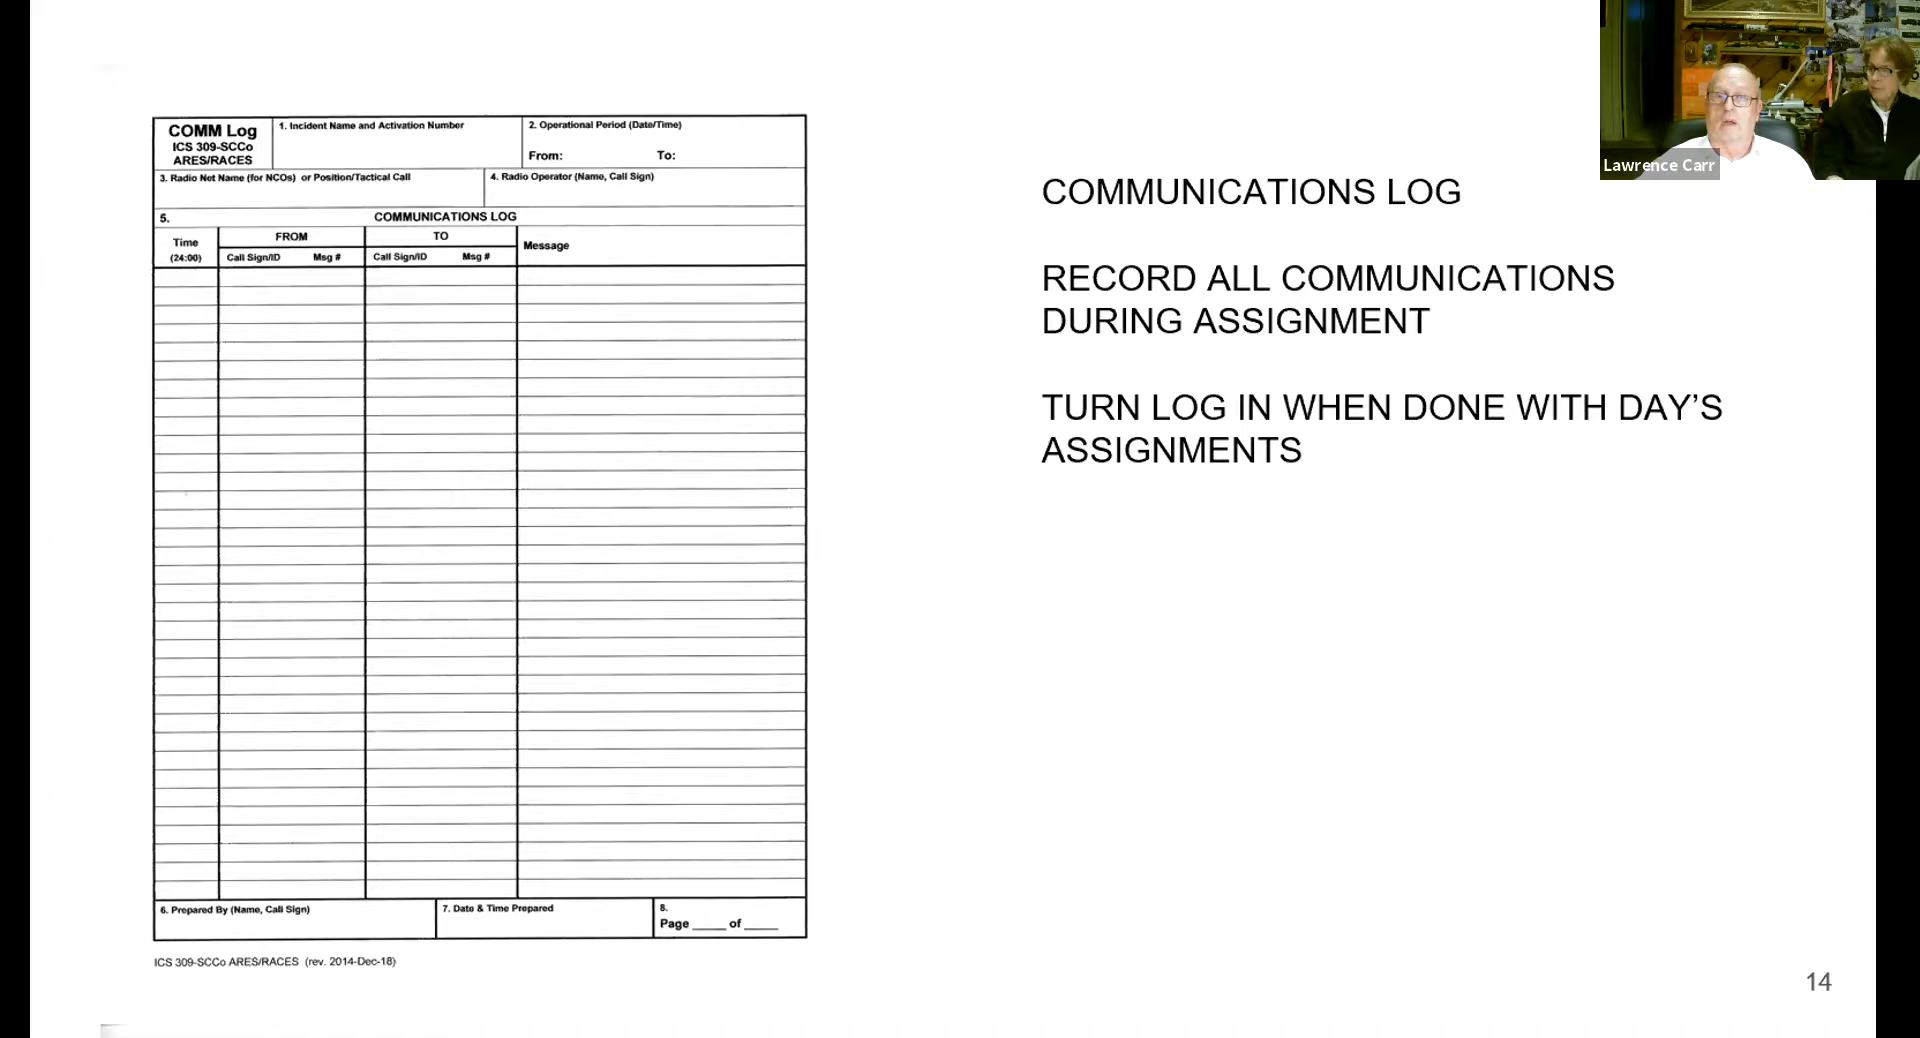 COMM Log
ICS 309-SCCo
ARES/RACES
1. Incident Name and Activation Number
2. Operational Period (Date/Time)
From: To:
3. Radio Net Name (for NCOs) or Position/Tactical Call
4. Radio Operator (Name, Call Sign)
5. COMMUNICATIONS LOG
Time
(24:00)
FROM
Call Sign/ID Msg #
TO
Call Sign/ID Msg #
Message
6. Prepared By (Name, Call Sign)
7. Date & Time Prepared
8.
Page _____ of _____
ICS 309-SCCo ARES/RACES (rev. 2014-Dec-18)
COMMUNICATIONS LOG
RECORD ALL COMMUNICATIONS
DURING ASSIGNMENT
TURN LOG IN WHEN DONE WITH DAY’S
ASSIGNMENTS
Lawrence Carr
14